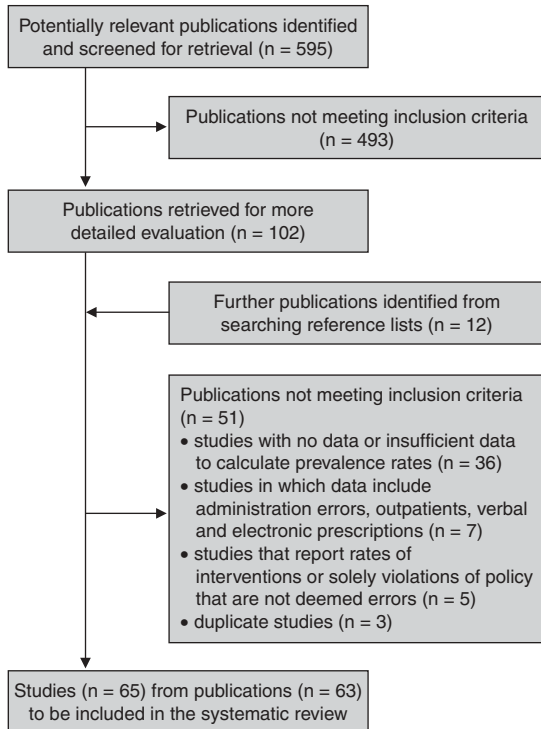 Potentially relevant publications identified
and screened for retrieval (n = 595)
Publications not meeting inclusion criteria
(n = 493)
Publications retrieved for more
detailed evaluation (n = 102)
Further publications identified from
searching reference lists (n = 12)
Publications not meeting inclusion criteria
(n = 51)
• studies with no data or insufficient data
to calculate prevalence rates (n = 36)
• studies in which data include
administration errors, outpatients, verbal
and electronic prescriptions (n = 7)
• studies that report rates of
interventions or solely violations of policy
that are not deemed errors (n = 5)
• duplicate studies (n = 3)
Studies (n = 65) from publications (n = 63)
to be included in the systematic review